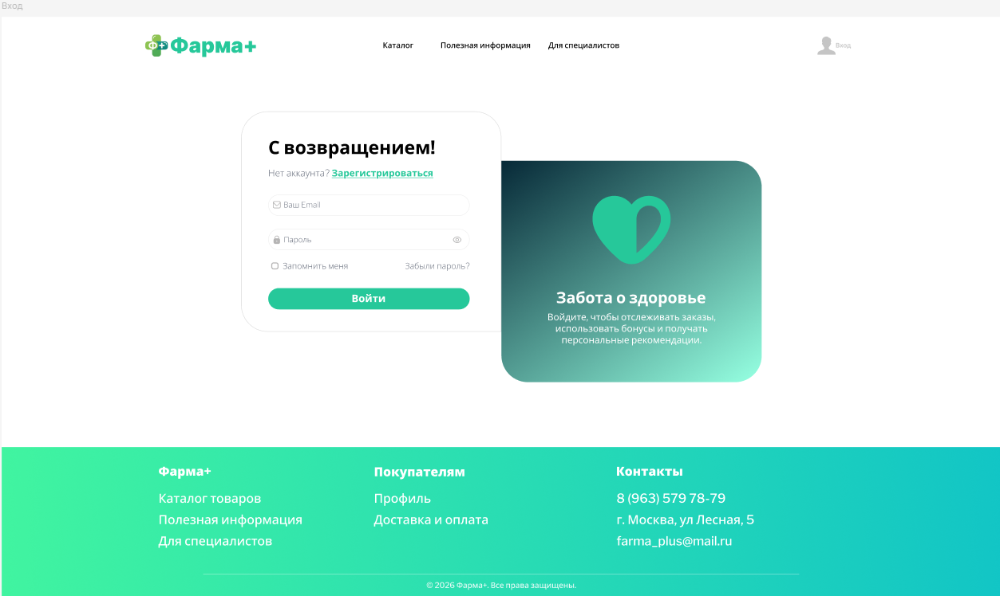 Вход
Ф+ Фарма+
Каталог
Полезная информация
Для специалистов
Вход
С возвращением!
Нет аккаунта? Зарегистрироваться
Ваш Email
Пароль
Запомнить меня
Забыли пароль?
Войти
Забота о здоровье
Войдите, чтобы отслеживать заказы,
использовать бонусы и получать
персональные рекомендации.
Фарма+
Каталог товаров
Полезная информация
Для специалистов
Покупателям
Профиль
Доставка и оплата
Контакты
8 (963) 579 78-79
г. Москва, ул Лесная, 5
farma_plus@mail.ru
© 2026 Фарма+. Все права защищены.